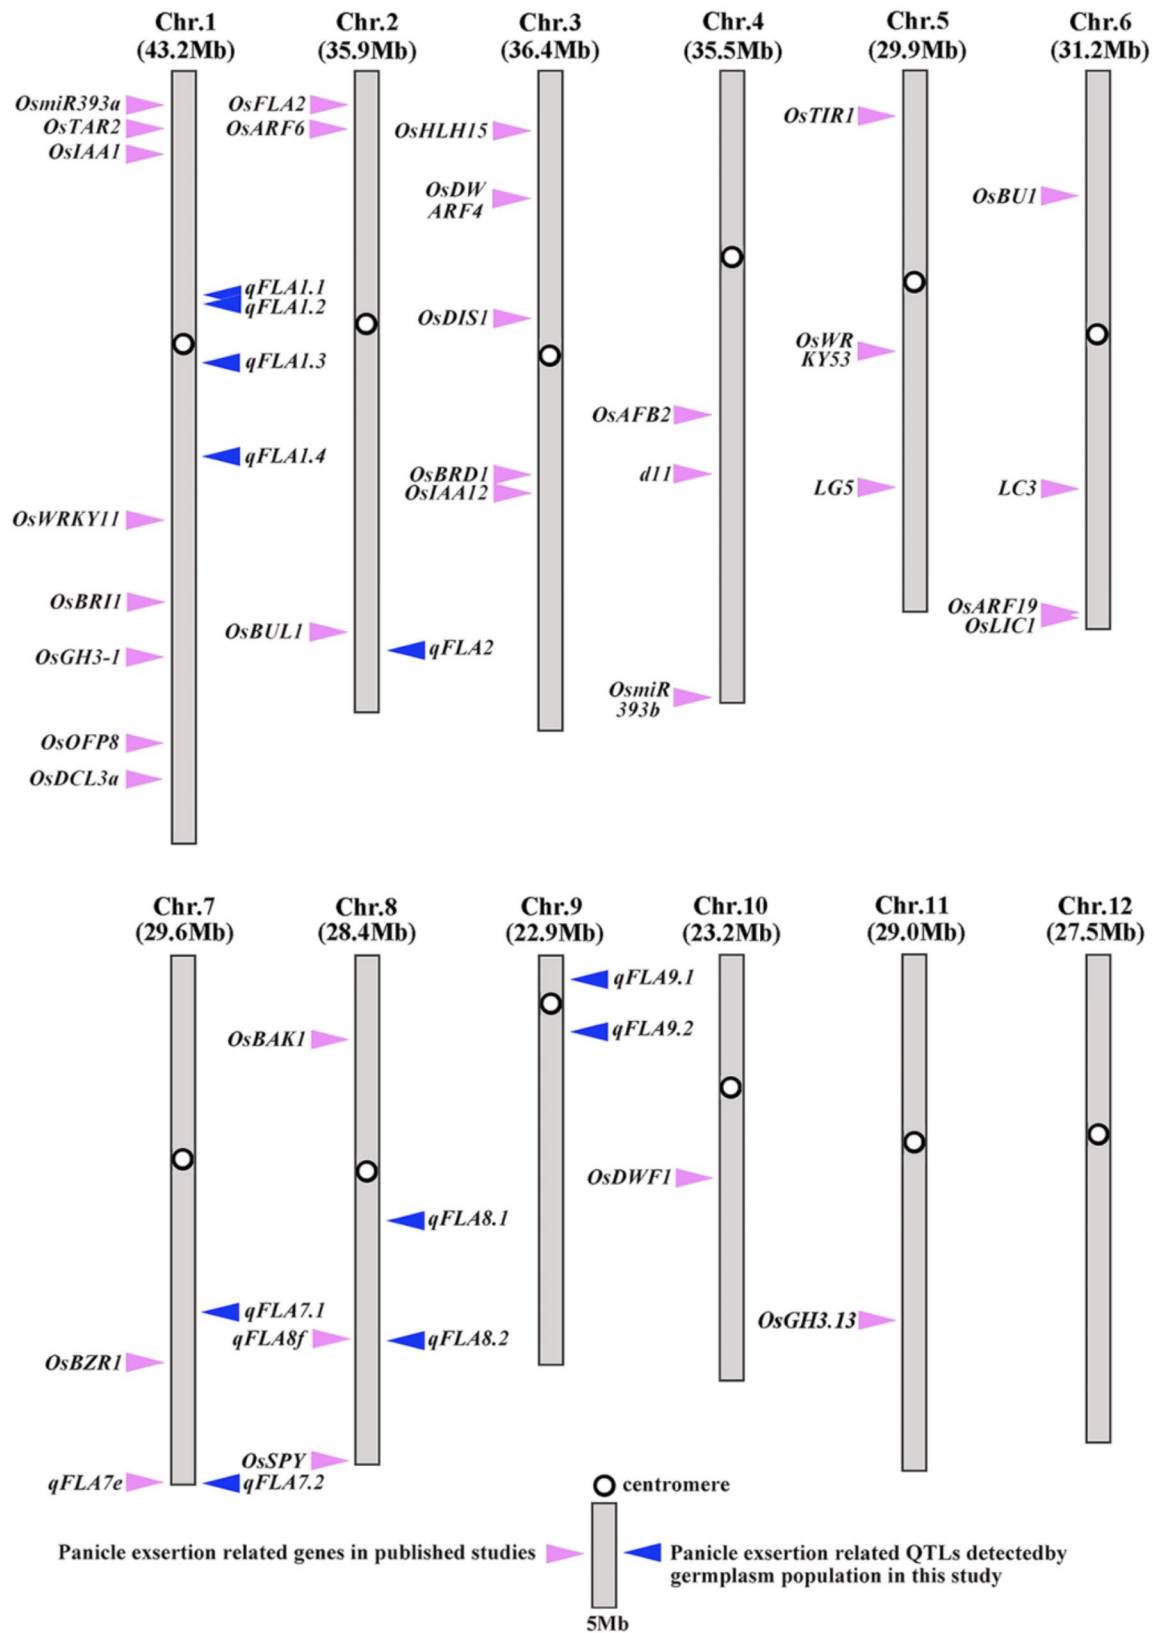 Chr.1 Chr.2 Chr.3 Chr.4 Chr.5 Chr.6
(43.2Mb) (35.9Mb) (36.4Mb) (35.5Mb) (29.9Mb) (31.2Mb)
OsmiR393a
OsTAR2
OsIAA1
qFLA1.1
qFLA1.2
qFLA1.3
qFLA1.4
OsWRKY11
OsBRI1
OsGH3-1
OsOFP8
OsDCL3a
OsFLA2
OsARF6
OsBUL1
qFLA2
OsHLH15
OsDW
ARF4
OsDIS1
OsBRD1
OsIAA12
OsAFB2
d11
OsmiR
393b
OsTIR1
OsWR
KY53
LG5
OsBU1
LC3
OsARF19
OsLIC1
Chr.7 Chr.8 Chr.9 Chr.10 Chr.11 Chr.12
(29.6Mb) (28.4Mb) (22.9Mb) (23.2Mb) (29.0Mb) (27.5Mb)
qFLA7.1
OsBZR1
qFLA7e
qFLA7.2
OsBAK1
qFLA8.1
qFLA8f
qFLA8.2
OsSPY
qFLA9.1
qFLA9.2
OsDWF1
OsGH3.13
centromere
Panicle exsertion related genes in published studies
Panicle exsertion related QTLs detectedby
germplasm population in this study
5Mb